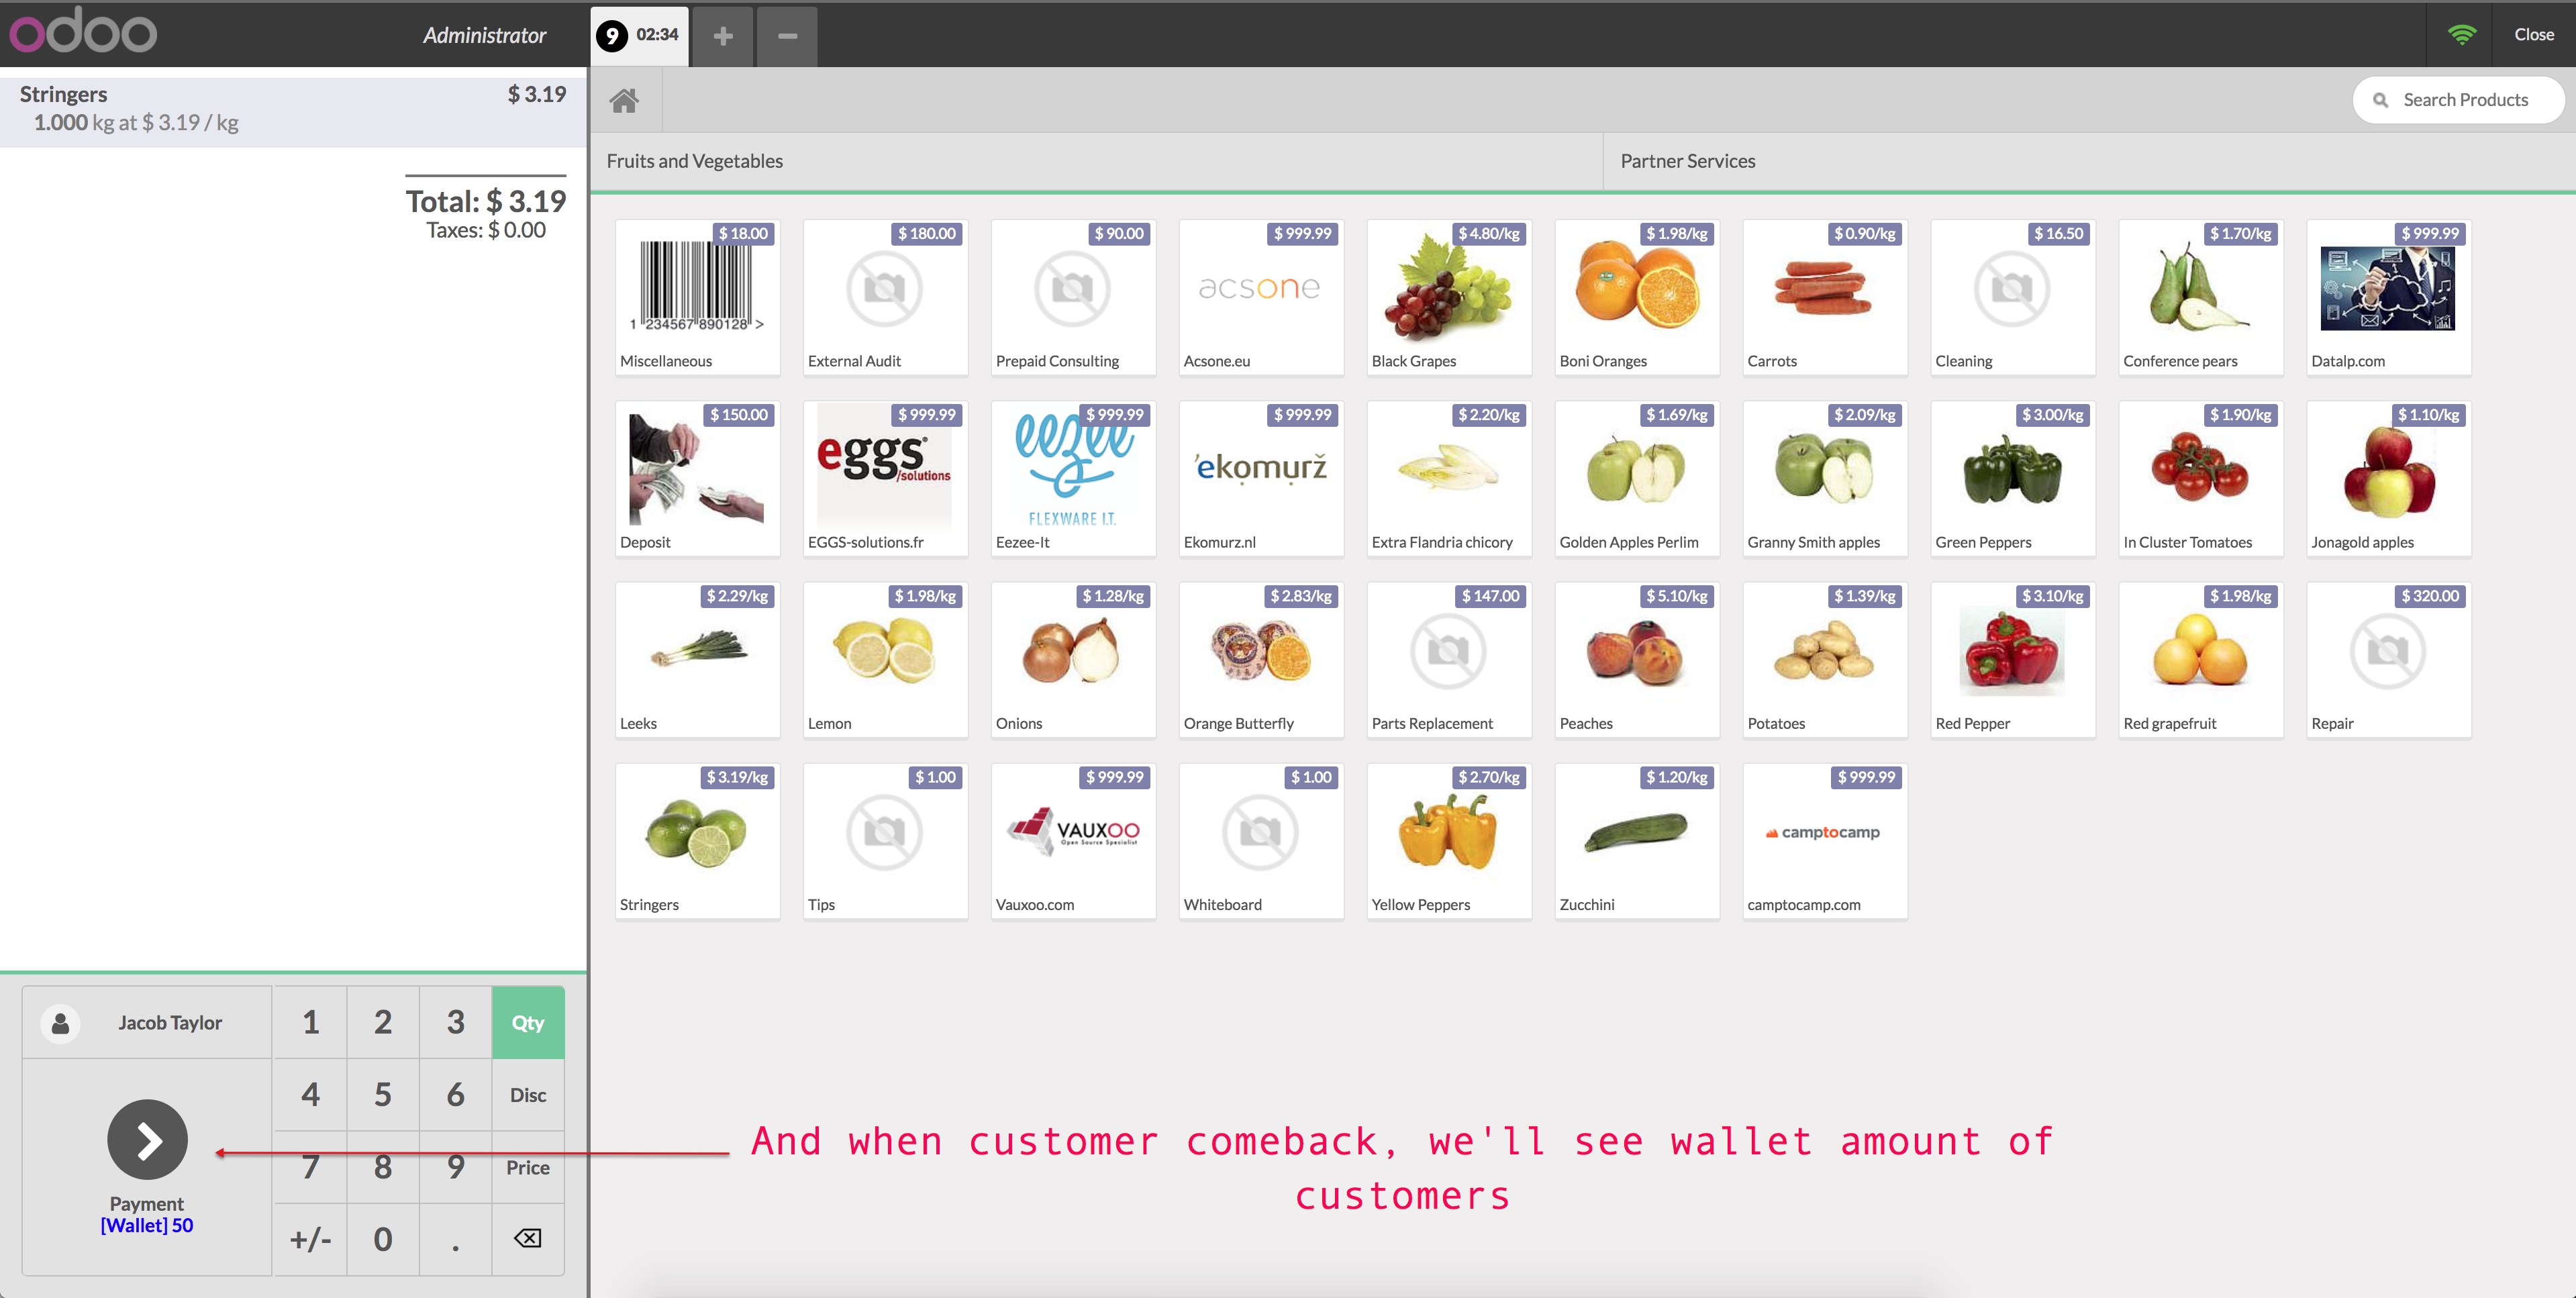 odoo
Administrator
9 02:34
+
−
Close
Stringers $ 3.19
1.000 kg at $ 3.19 / kg
Total: $ 3.19
Taxes: $ 0.00
Search Products
Fruits and Vegetables
Partner Services
$ 18.00
1 234567 890128 >
Miscellaneous
$ 180.00
External Audit
$ 90.00
Prepaid Consulting
$ 999.99
acsone
Acsone.eu
$ 4.80/kg
Black Grapes
$ 1.98/kg
Boni Oranges
$ 0.90/kg
Carrots
$ 16.50
Cleaning
$ 1.70/kg
Conference pears
$ 999.99
Datalp.com
$ 150.00
Deposit
$ 999.99
eggs
/solutions
EGGS-solutions.fr
$ 999.99
eezee
FLEXWARE I.T.
Eezee-It
$ 999.99
'ekomurž
Ekomurz.nl
$ 2.20/kg
Extra Flandria chicory
$ 1.69/kg
Golden Apples Perlim
$ 2.09/kg
Granny Smith apples
$ 3.00/kg
Green Peppers
$ 1.90/kg
In Cluster Tomatoes
$ 1.10/kg
Jonagold apples
$ 2.29/kg
Leeks
$ 1.98/kg
Lemon
$ 1.28/kg
Onions
$ 2.83/kg
Orange Butterfly
$ 147.00
Parts Replacement
$ 5.10/kg
Peaches
$ 1.39/kg
Potatoes
$ 3.10/kg
Red Pepper
$ 1.98/kg
Red grapefruit
$ 320.00
Repair
$ 3.19/kg
Stringers
$ 1.00
Tips
$ 999.99
VAUXOO
Open Source Specialist
Vauxoo.com
$ 1.00
Whiteboard
$ 2.70/kg
Yellow Peppers
$ 1.20/kg
Zucchini
$ 999.99
camptocamp
camptocamp.com
Jacob Taylor
1 2 3 Qty
4 5 6 Disc
7 8 9 Price
+/- 0 .
Payment
[Wallet] 50
And when customer comeback, we'll see wallet amount of
customers